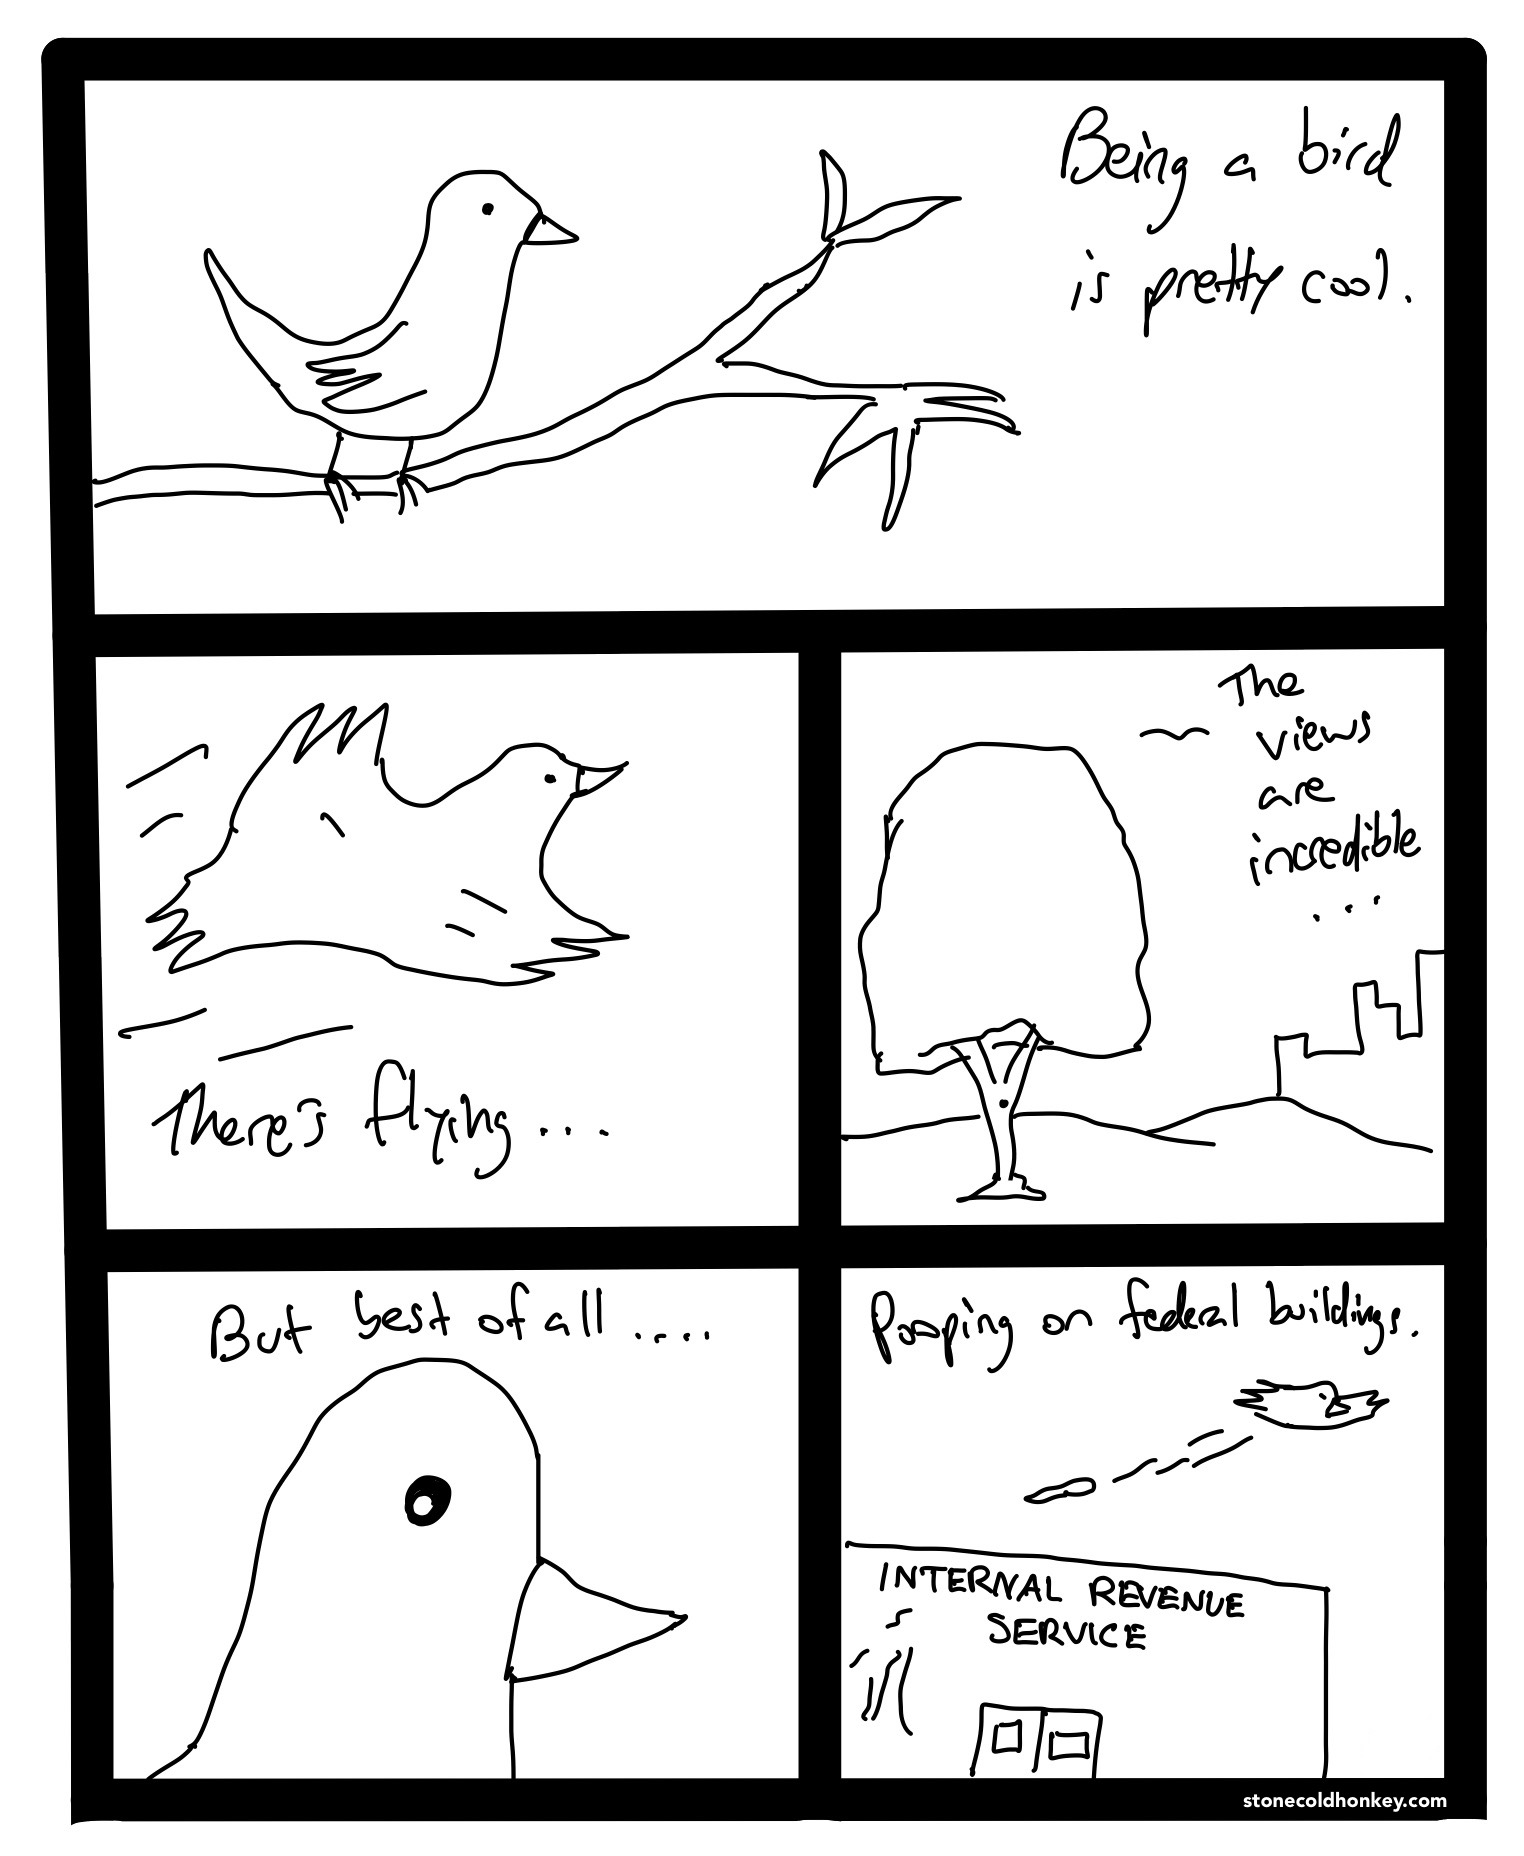 Being a bird
is pretty cool.
There's flying...
The
views
are
incredible
...
But best of all....
Pooping on federal buildings.
INTERNAL REVENUE
SERVICE
stonecoldhonkey.com